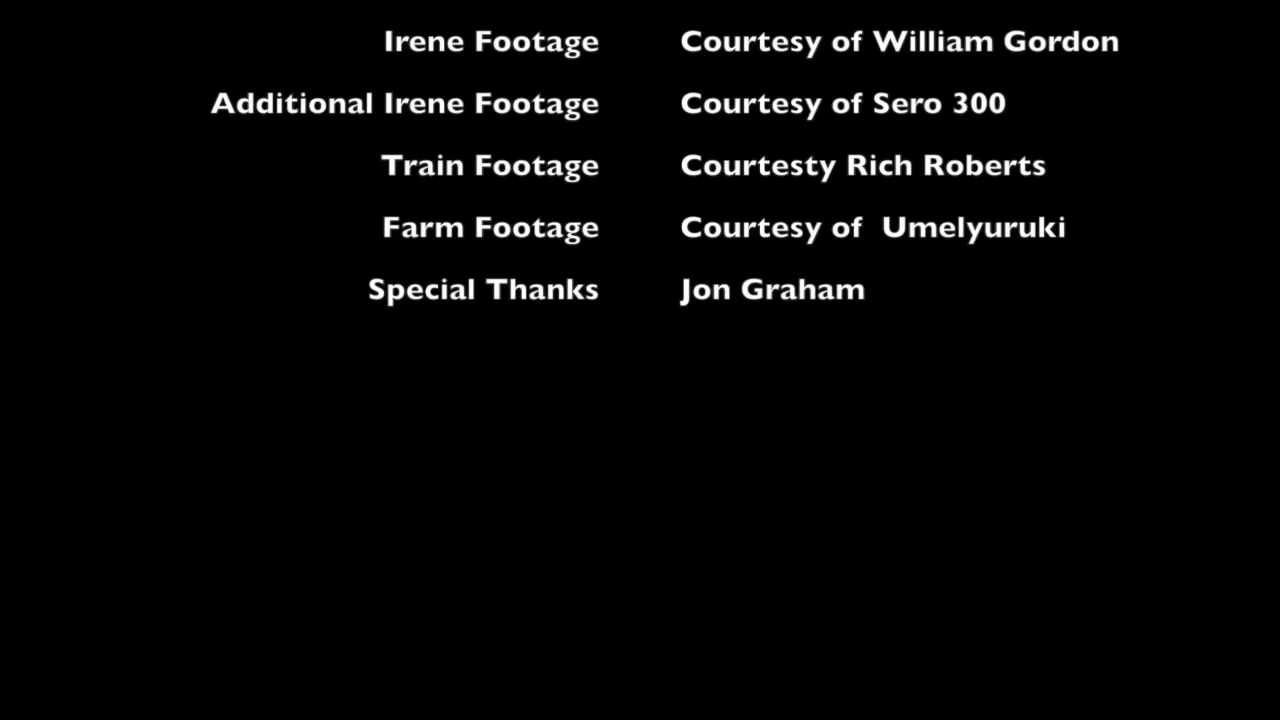 Irene Footage Courtesy of William Gordon
Additional Irene Footage Courtesy of Sero 300
Train Footage Courtesty Rich Roberts
Farm Footage Courtesy of  Umelyuruki
Special Thanks Jon Graham